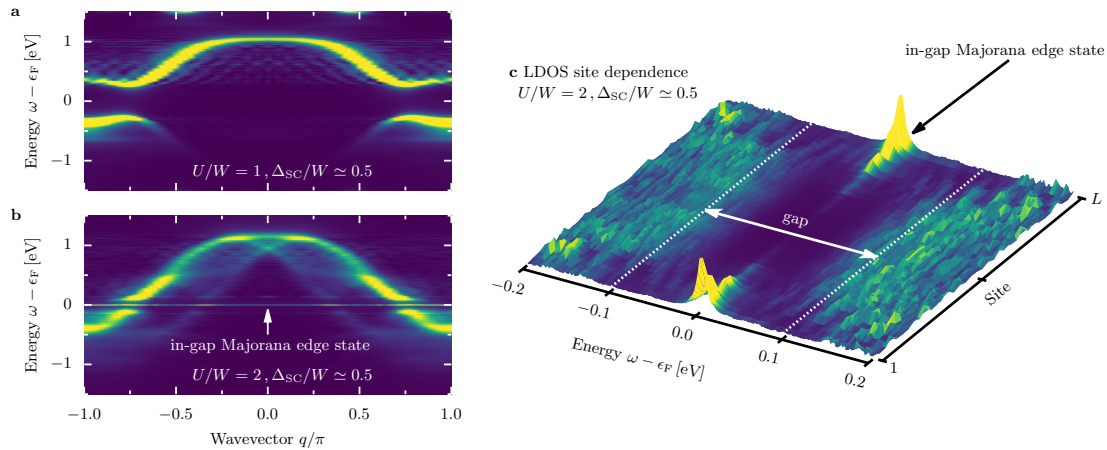 a
Energy ω − ϵF [eV]
1
0
−1
U/W = 1, ΔSC/W ≃ 0.5
b
Energy ω − ϵF [eV]
1
0
−1
in-gap Majorana edge state
U/W = 2, ΔSC/W ≃ 0.5
−1.0 −0.5 0.0 0.5 1.0
Wavevector q/π
in-gap Majorana edge state
c LDOS site dependence
U/W = 2, ΔSC/W ≃ 0.5
gap
L
Site
1
−0.2 −0.1 0.0 0.1 0.2
Energy ω − ϵF [eV]